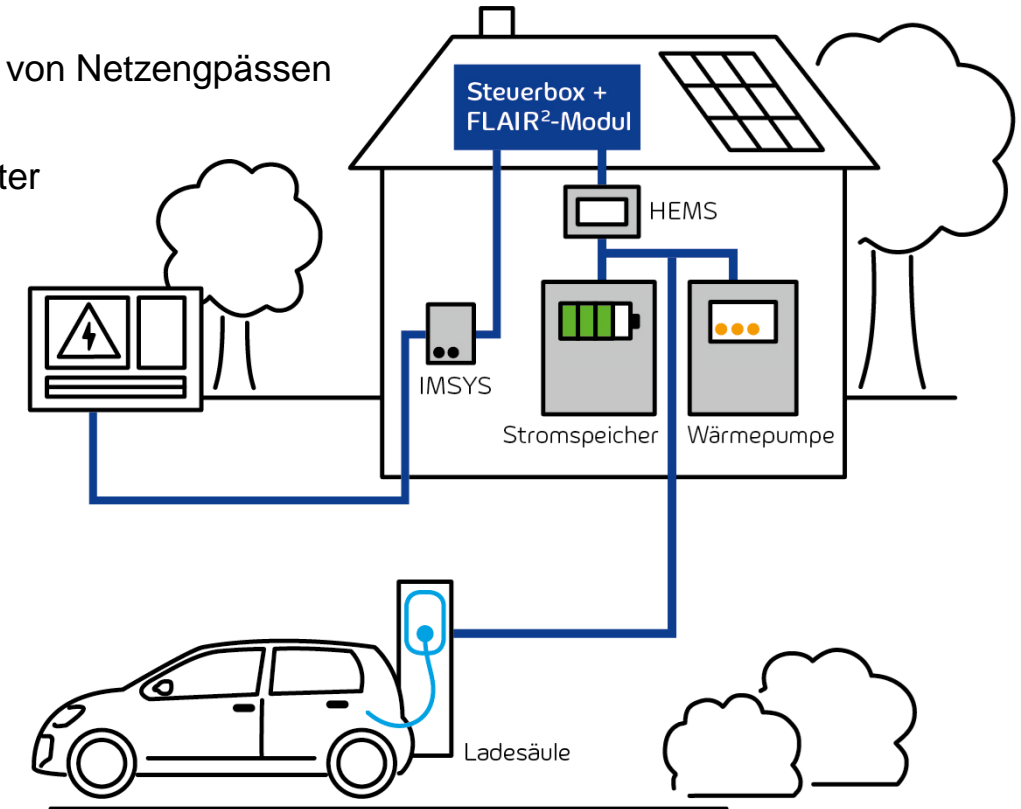 von Netzengpässen
ter
Steuerbox +
FLAIR²-Modul
HEMS
IMSYS
Stromspeicher
Wärmepumpe
Ladesäule